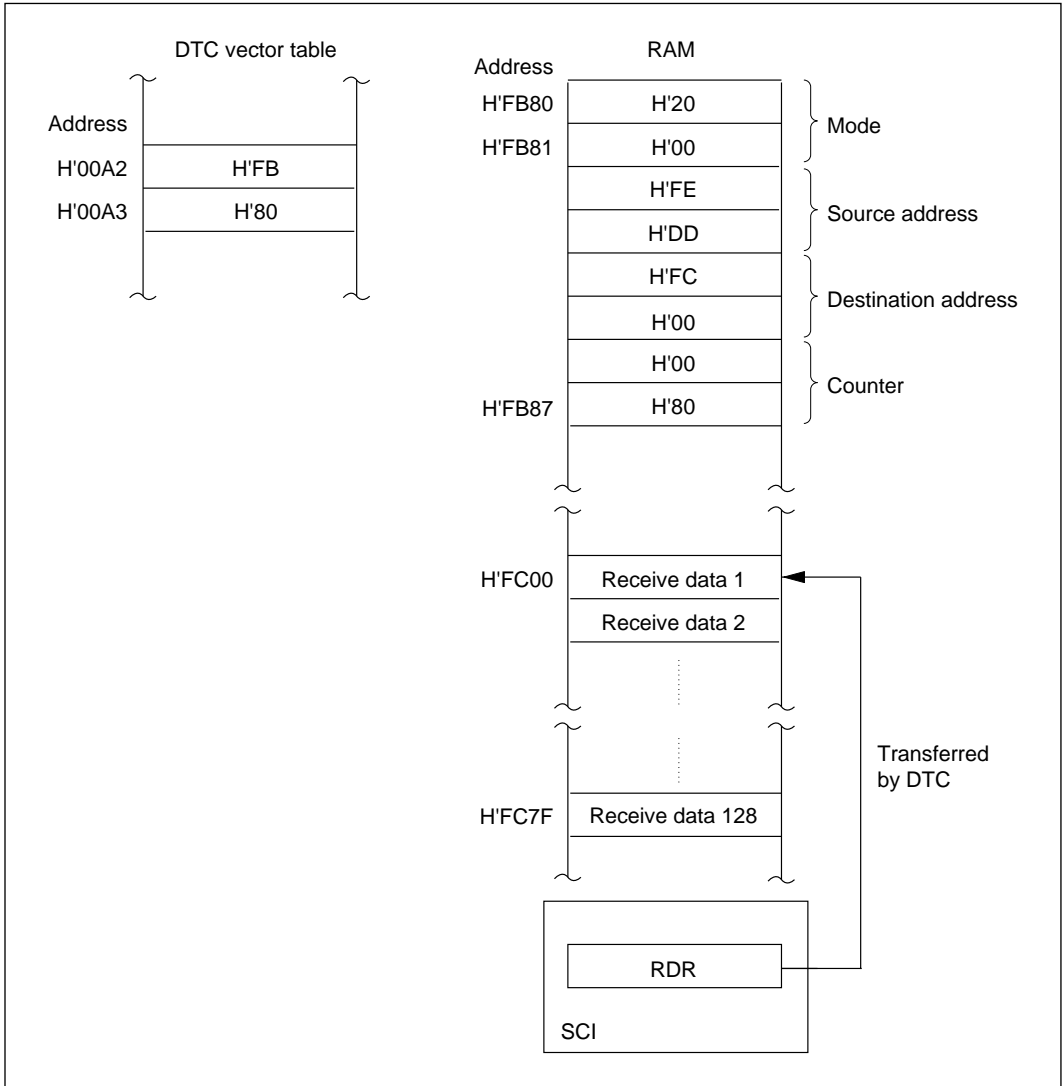 DTC vector table
Address
H'00A2 H'FB
H'00A3 H'80
RAM
Address
H'FB80 H'20
H'FB81 H'00
Mode
H'FE
H'DD
Source address
H'FC
H'00
Destination address
H'00
H'FB87 H'80
Counter
H'FC00 Receive data 1
Receive data 2
H'FC7F Receive data 128
Transferred
by DTC
RDR
SCI